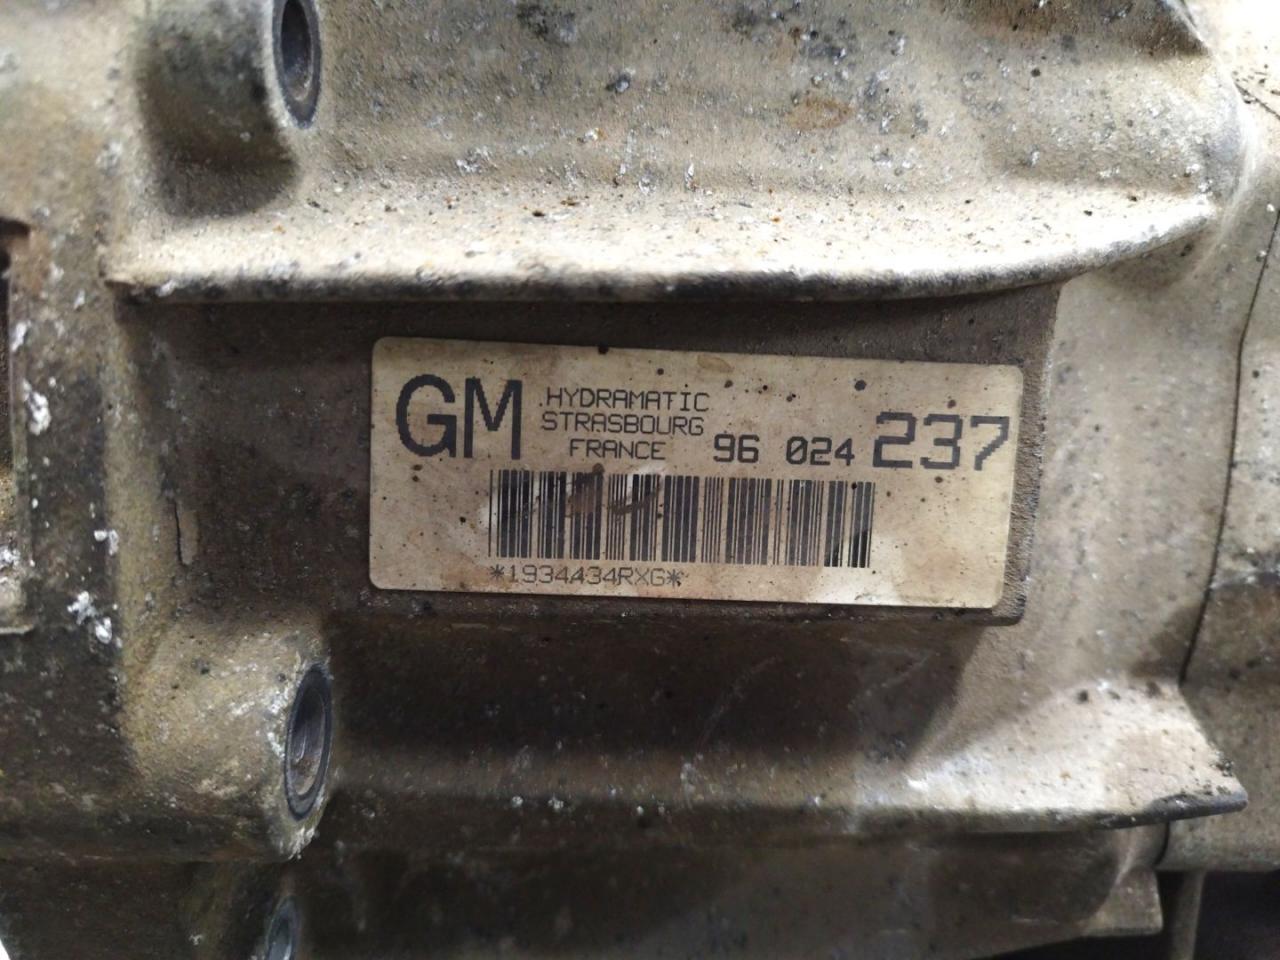 GM
HYDRAMATIC
STRASBOURG
FRANCE 96 024 237
*1934434RXG*